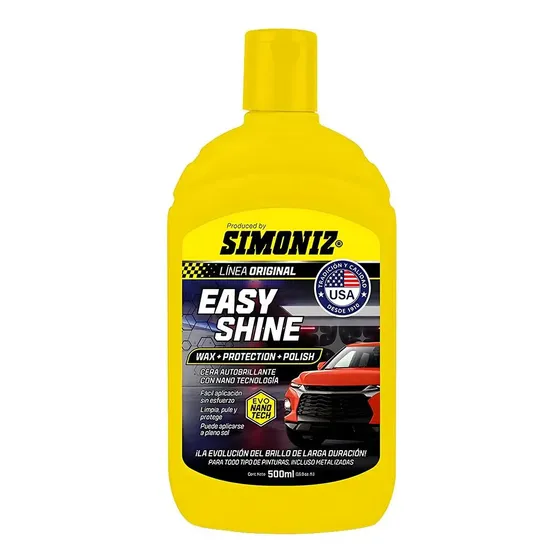 Produced by
SIMONIZ®
LÍNEA ORIGINAL
TRADICIÓN Y CALIDAD
USA
DESDE 1910
EASY
SHINE
WAX + PROTECTION + POLISH
CERA AUTOBRILLANTE
CON NANO TECNOLOGÍA
Fácil aplicación
sin esfuerzo
Limpia, pule y
protege
Puede aplicarse
a pleno sol
EVO
NANO
TECH
¡LA EVOLUCIÓN DEL BRILLO DE LARGA DURACIÓN!
PARA TODO TIPO DE PINTURAS, INCLUSO METALIZADAS
Cont. Neto 500ml